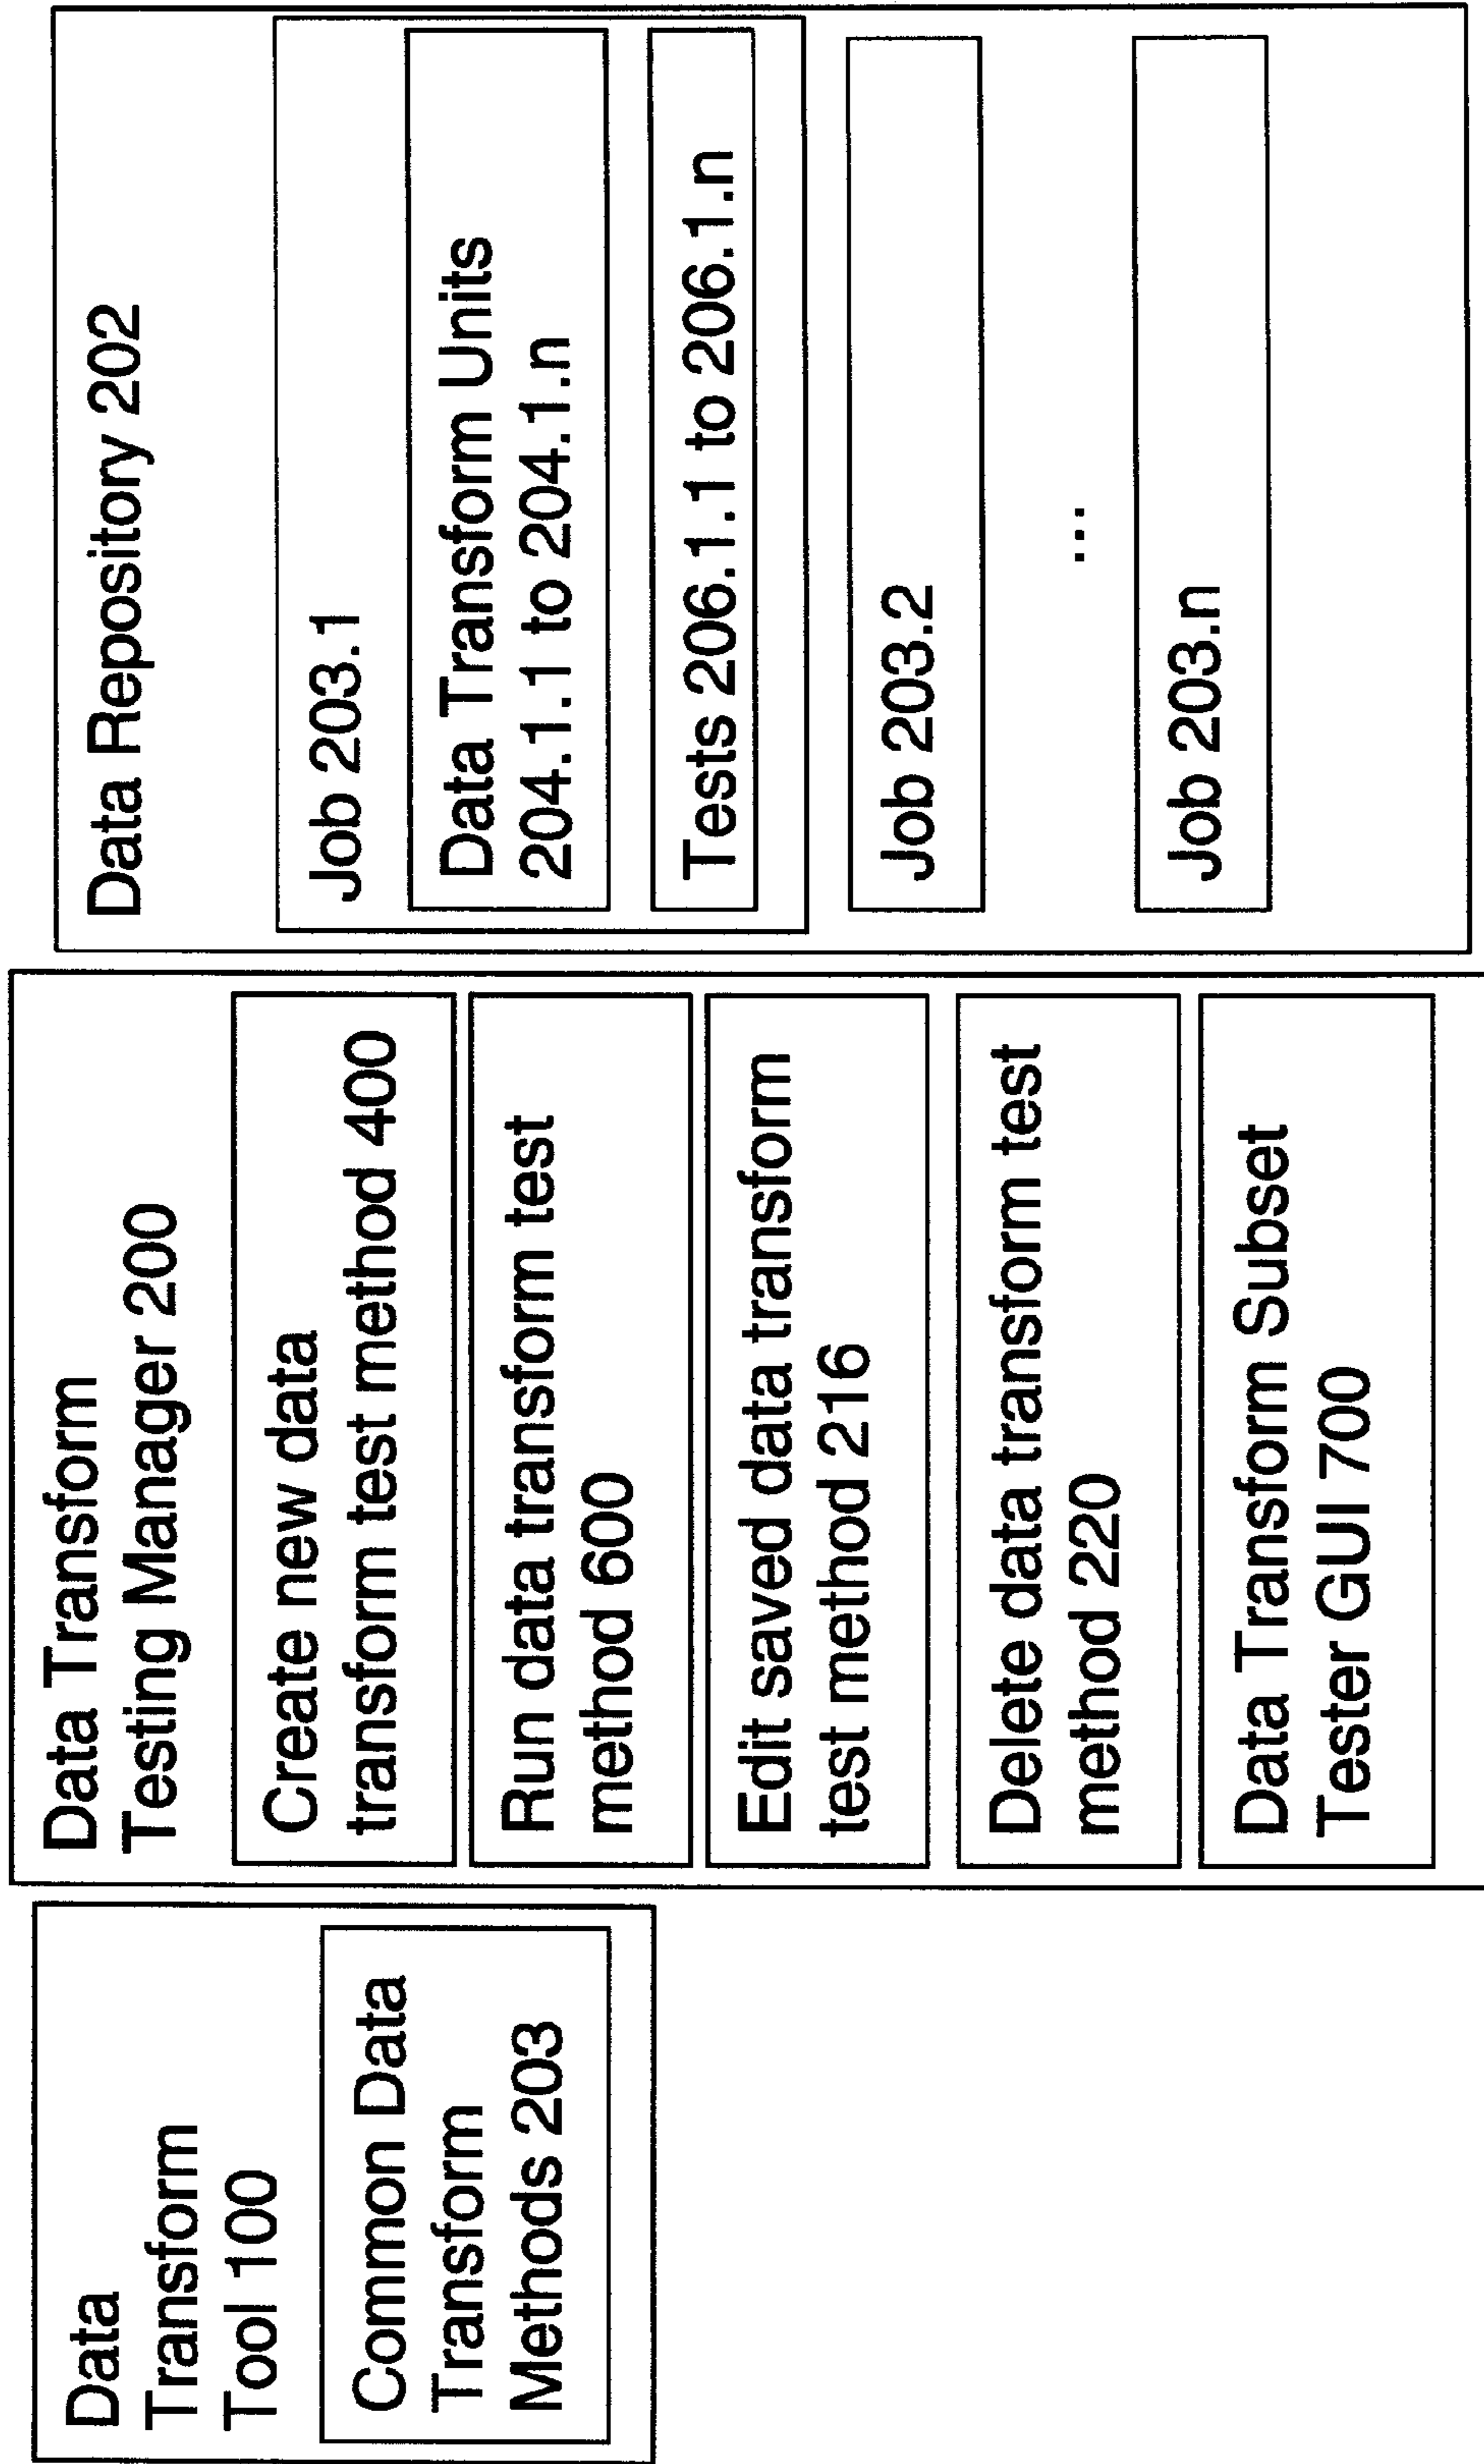 Data
Transform
Tool 100
Common Data
Transform
Methods 203
Data Transform
Testing Manager 200
Create new data
transform test method 400
Run data transform test
method 600
Edit saved data transform
test method 216
Delete data transform test
method 220
Data Transform Subset
Tester GUI 700
Data Repository 202
Job 203.1
Data Transform Units
204.1.1 to 204.1.n
Tests 206.1.1 to 206.1.n
Job 203.2
...
Job 203.n